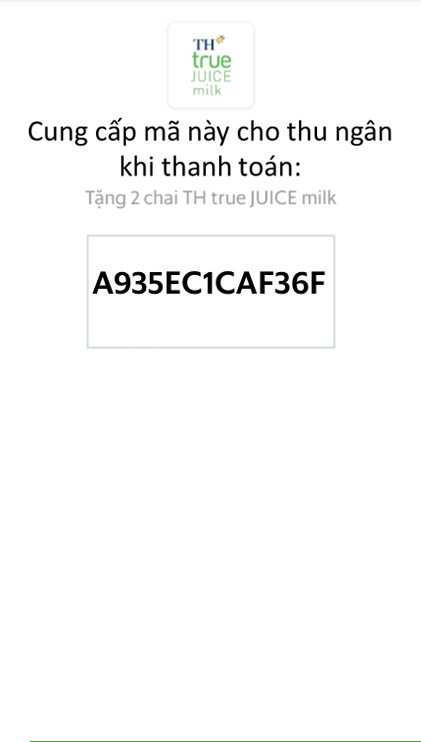 TH
true
JUICE
milk
Cung cấp mã này cho thu ngân
khi thanh toán:
Tặng 2 chai TH true JUICE milk
A935EC1CAF36F